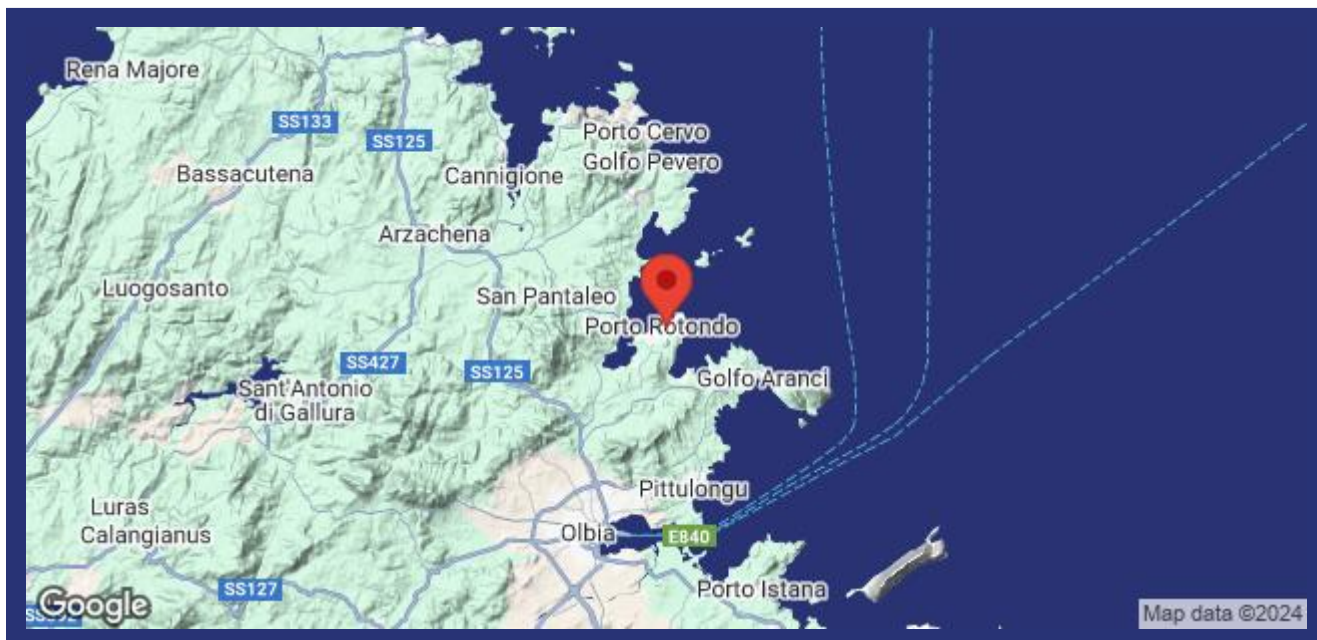 Rena Majore
SS133
Porto Cervo
SS125
Golfo Pevero
Bassacutena
Cannigione
Arzachena
Luogosanto
San Pantaleo
Porto Rotondo
SS427
SS125
Golfo Aranci
Sant'Antonio
di Gallura
Pittulongu
Luras
Calangianus
Olbia
E840
SS127
Porto Istana
Google
Map data ©2024